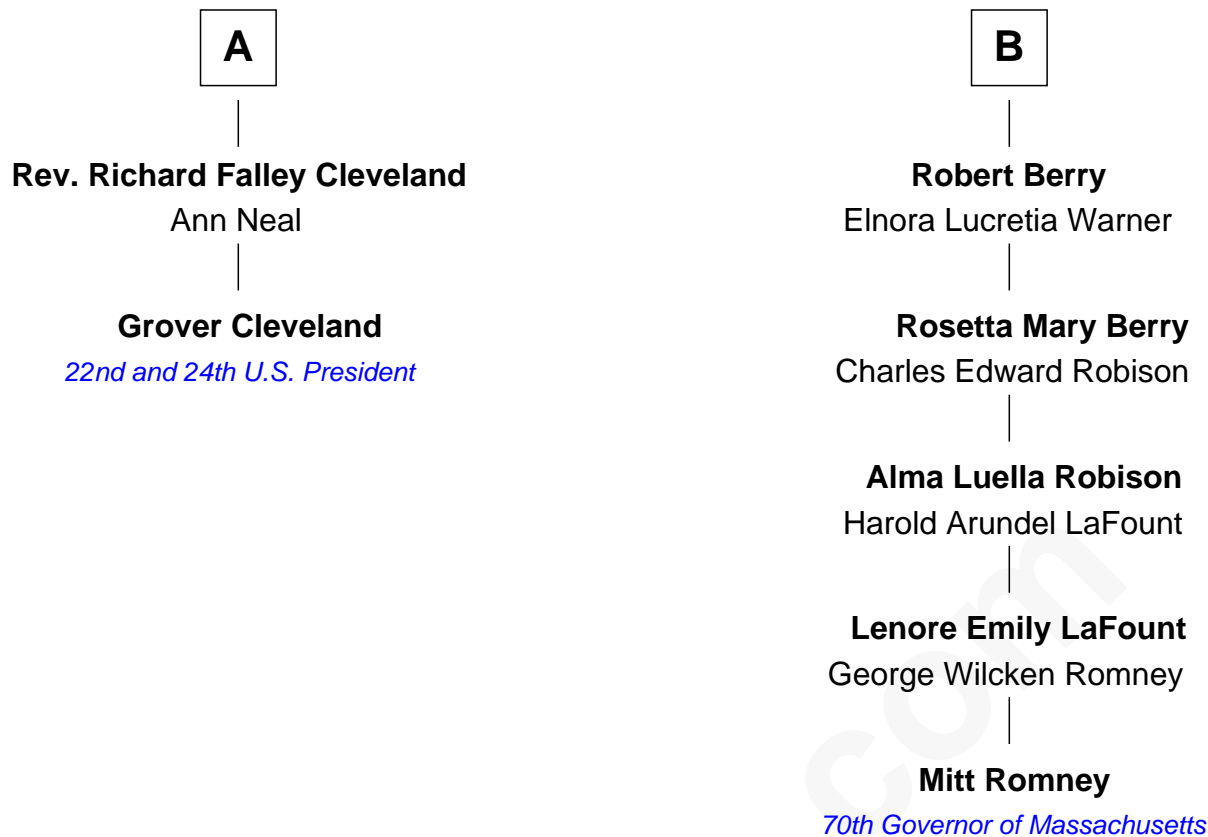 A
Rev. Richard Falley Cleveland
Ann Neal
Grover Cleveland
22nd and 24th U.S. President
B
Robert Berry
Elnora Lucretia Warner
Rosetta Mary Berry
Charles Edward Robison
Alma Luella Robison
Harold Arundel LaFount
Lenore Emily LaFount
George Wilcken Romney
Mitt Romney
70th Governor of Massachusetts
com